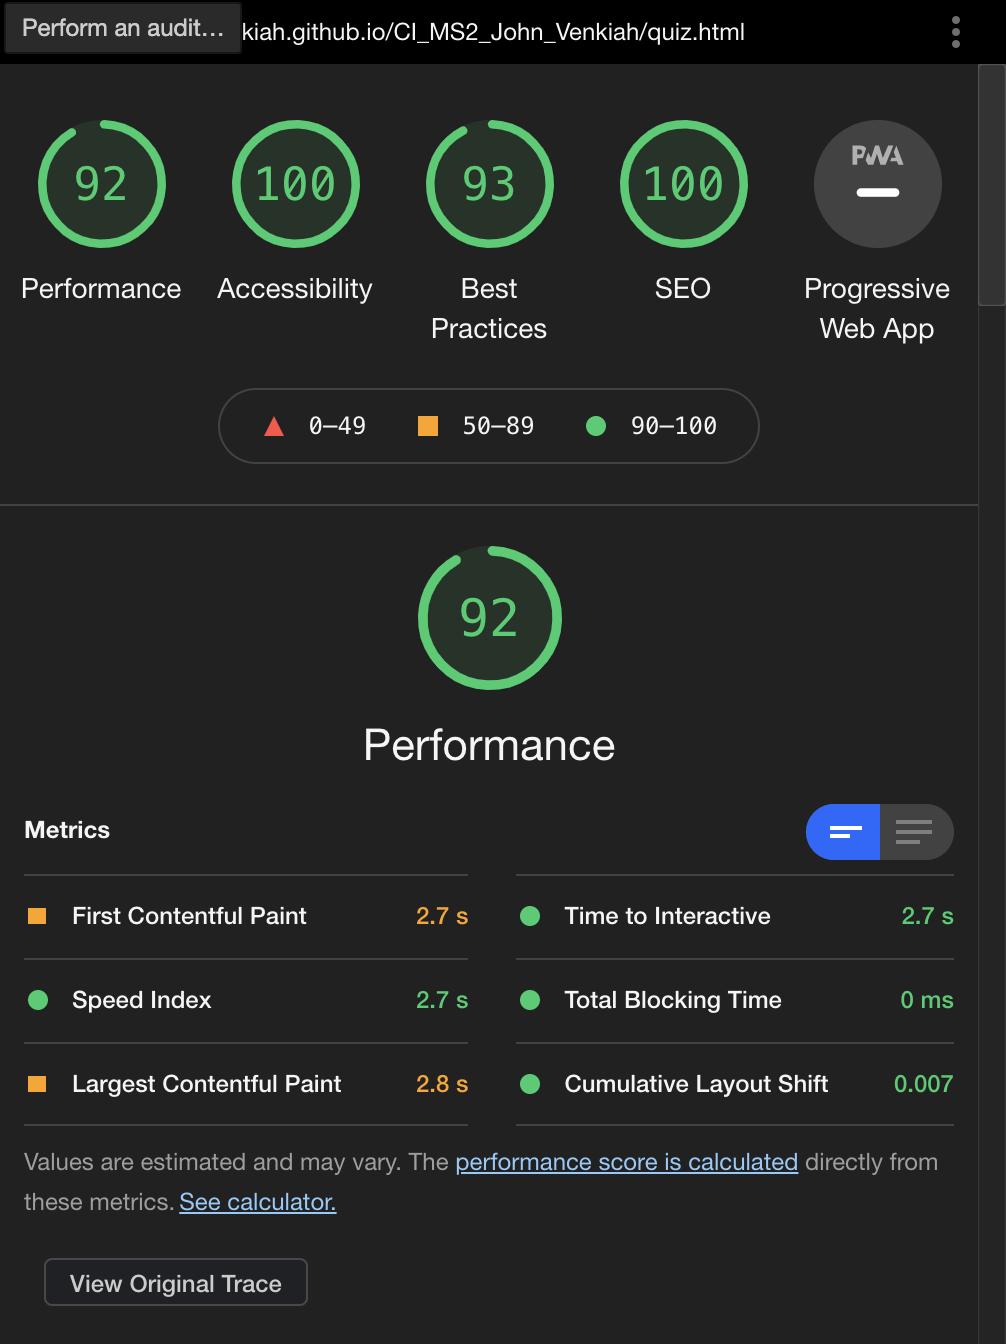 Perform an audit…
kiah.github.io/CI_MS2_John_Venkiah/quiz.html
92 100 93 100 PWA
Performance Accessibility Best Practices SEO Progressive Web App
0–49 50–89 90–100
92
Performance
Metrics
First Contentful Paint 2.7 s
Time to Interactive 2.7 s
Speed Index 2.7 s
Total Blocking Time 0 ms
Largest Contentful Paint 2.8 s
Cumulative Layout Shift 0.007
Values are estimated and may vary. The performance score is calculated directly from
these metrics. See calculator.
View Original Trace